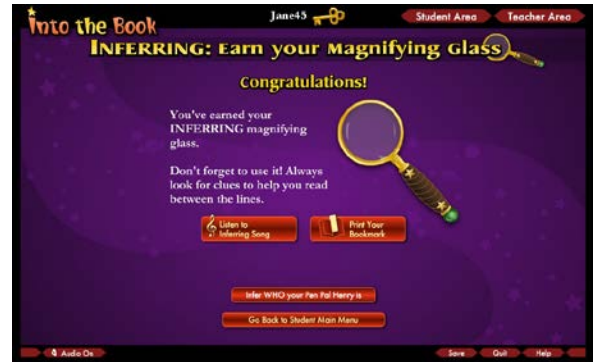 Into the Book
Jane45
Student Area
Teacher Area
INFERRING: Earn your Magnifying Glass
Congratulations!
You've earned your
INFERRING magnifying
glass.
Don't forget to use it! Always
look for clues to help you read
between the lines.
Listen to
Inferring Song
Print Your
Bookmark
Infer WHO your Pen Pal Henry is
Go Back to Student Main Menu
Audio On
Save
Quit
Help